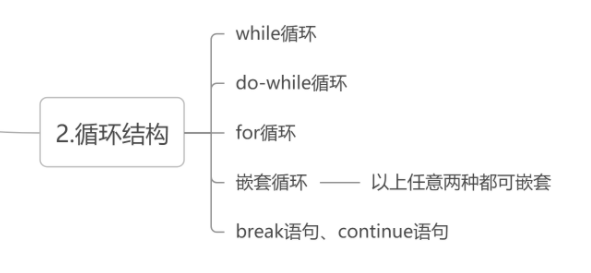 2.循环结构
while循环
do-while循环
for循环
嵌套循环 以上任意两种都可嵌套
break语句、continue语句